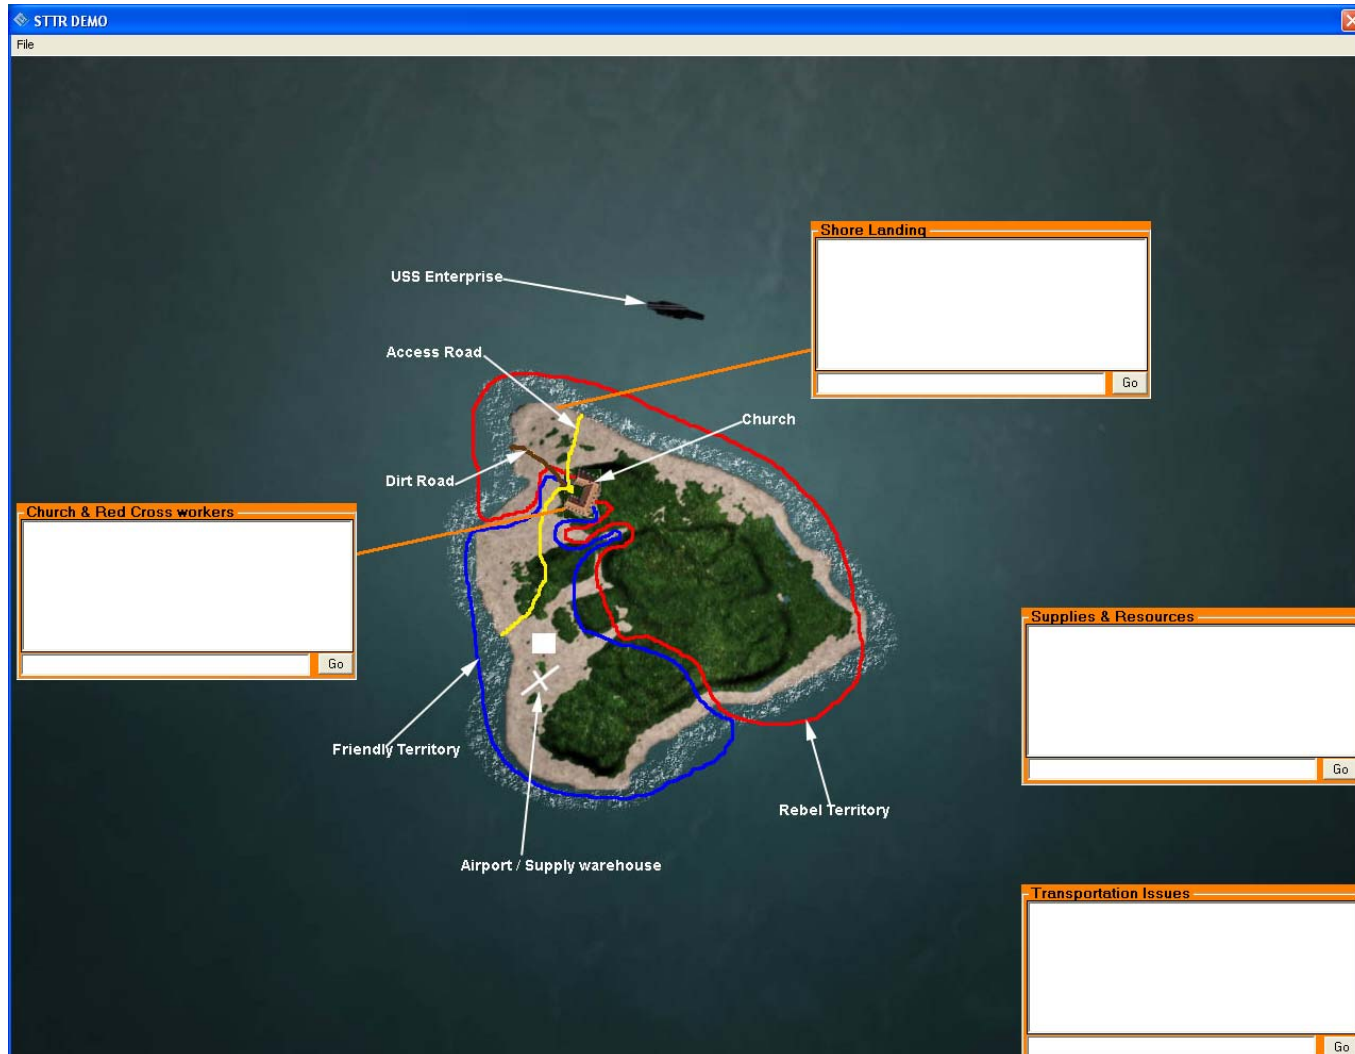 STTR DEMO
File
Shore Landing
USS Enterprise
Access Road
Go
Church
Dirt Road
Church & Red Cross workers
Supplies & Resources
Go
Friendly Territory
Go
Rebel Territory
Airport / Supply warehouse
Transportation Issues
Go